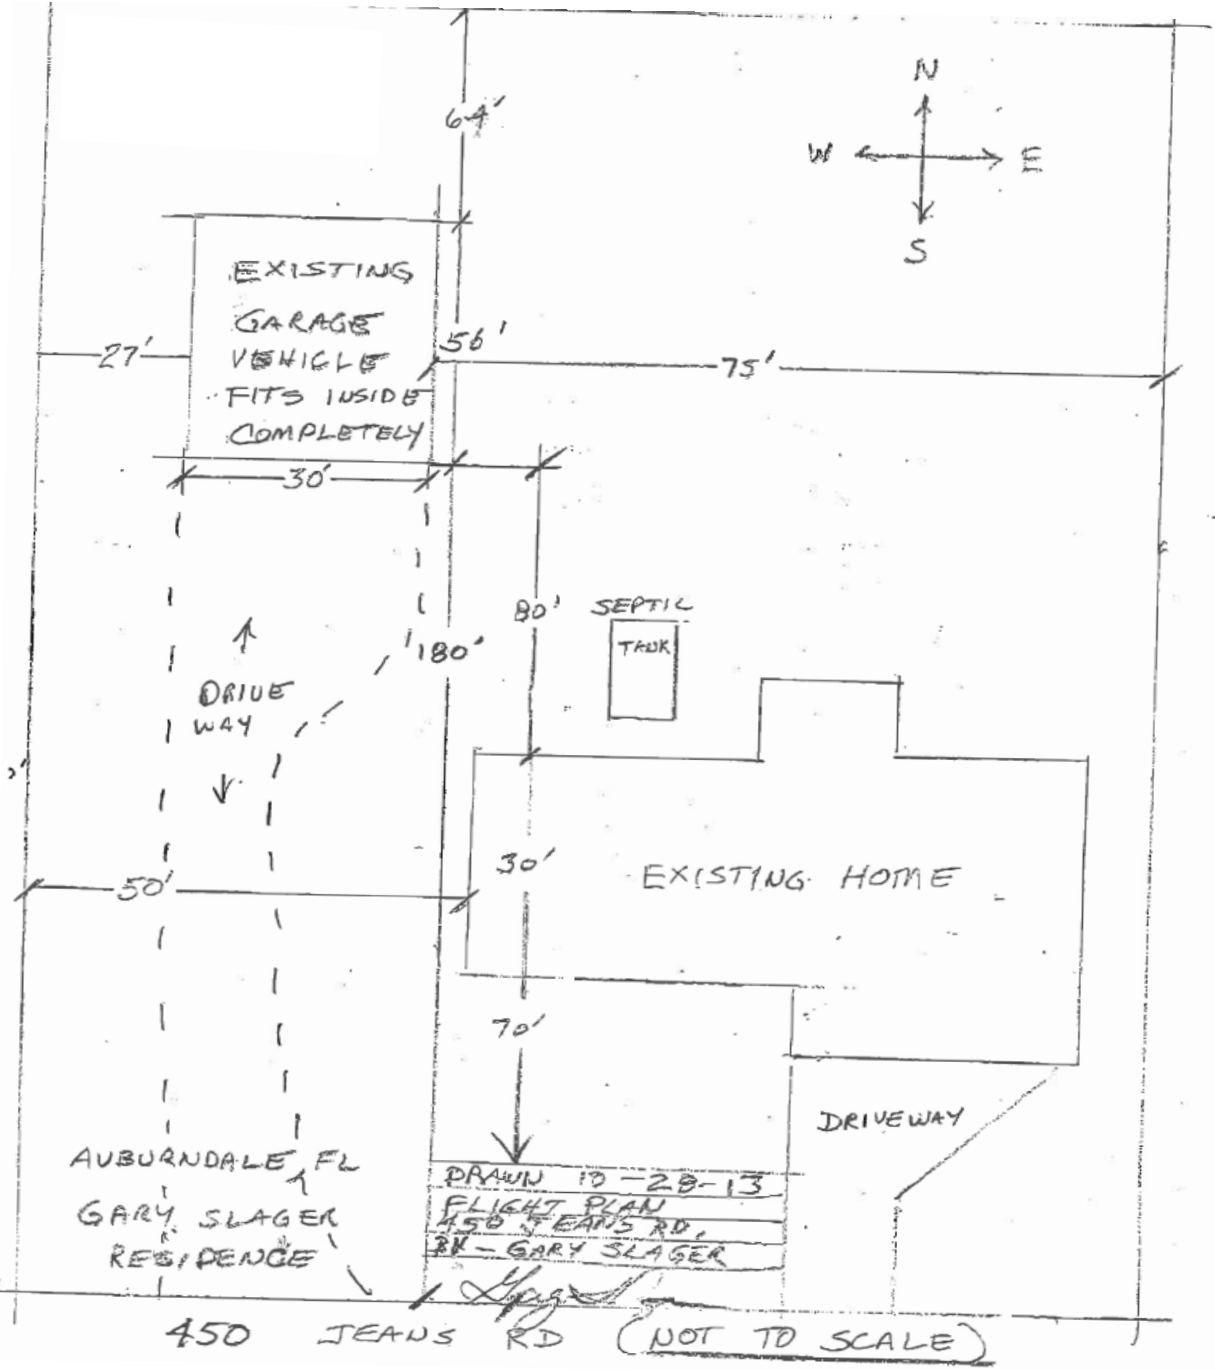 64'
N
W E
S
EXISTING
GARAGE
VEHICLE
FITS INSIDE
COMPLETELY
56'
27'
75'
30'
80'
SEPTIC
TANK
180'
DRIVE
WAY
30'
EXISTING HOME
50'
70'
DRIVEWAY
AUBURNDALE, FL
GARY SLAGER
RESIDENCE
DRAWN 10-28-13
FLIGHT PLAN
450 JEANS RD.
BY - GARY SLAGER
450 JEANS RD (NOT TO SCALE)